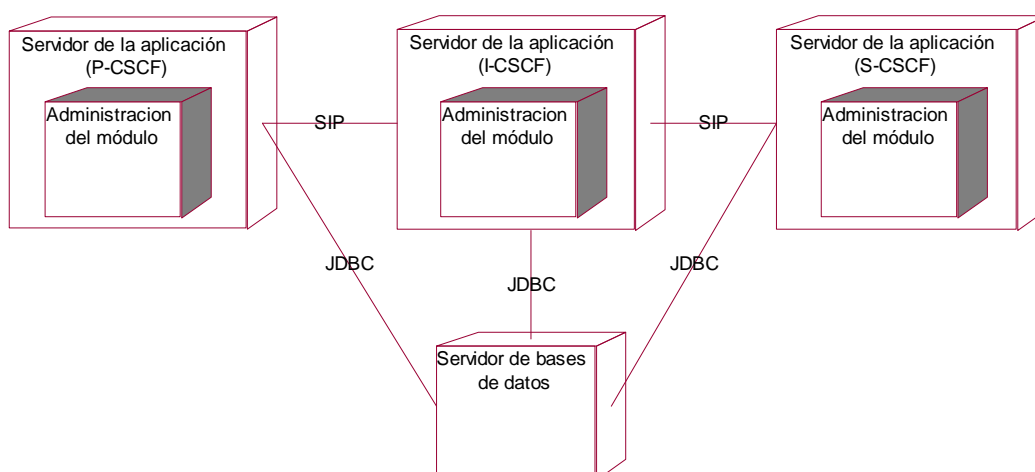 Servidor de la aplicación
(P-CSCF)
Administracion
del módulo
SIP
Servidor de la aplicación
(I-CSCF)
Administracion
del módulo
SIP
Servidor de la aplicación
(S-CSCF)
Administracion
del módulo
JDBC
JDBC
JDBC
Servidor de bases
de datos